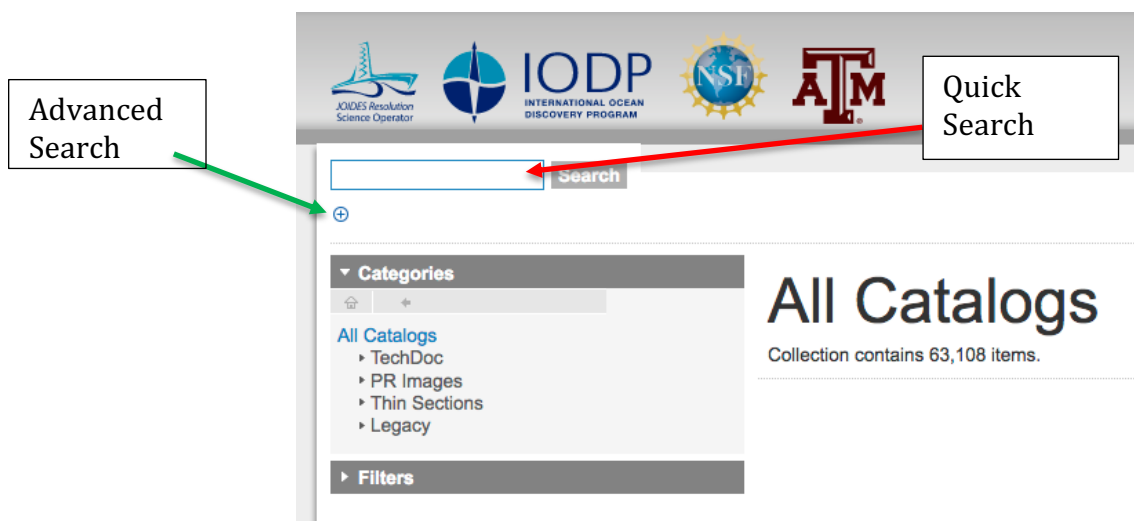 Advanced
Search
JOIDES Resolution
Science Operator
IODP
INTERNATIONAL OCEAN
DISCOVERY PROGRAM
NSF
A T M
Quick
Search
Search
Categories
All Catalogs
TechDoc
PR Images
Thin Sections
Legacy
Filters
All Catalogs
Collection contains 63,108 items.